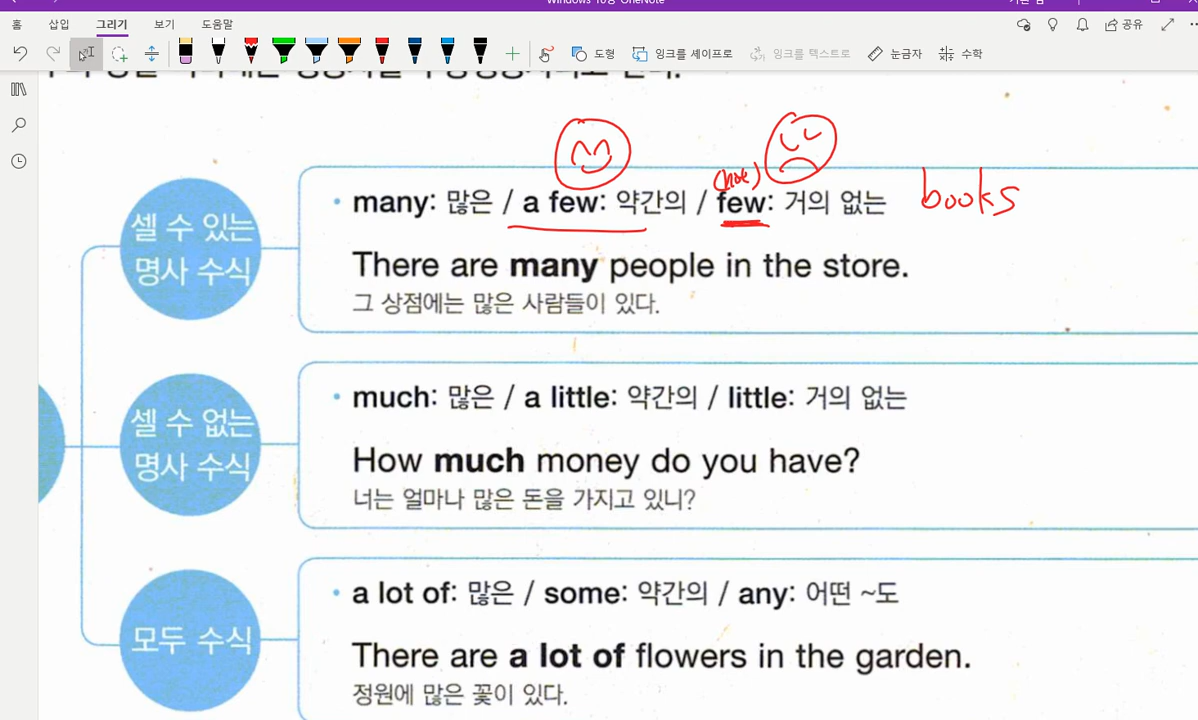 Windows 10용 OneNote
홈 삽입 그리기 보기 도움말 공유
도형 잉크를 셰이프로 잉크를 텍스트로 눈금자 수학
셀 수 있는
명사 수식
many: 많은 / a few: 약간의 / few: 거의 없는 books
There are many people in the store.
그 상점에는 많은 사람들이 있다.
셀 수 없는
명사 수식
much: 많은 / a little: 약간의 / little: 거의 없는
How much money do you have?
너는 얼마나 많은 돈을 가지고 있니?
모두 수식
a lot of: 많은 / some: 약간의 / any: 어떤 ~도
There are a lot of flowers in the garden.
정원에 많은 꽃이 있다.